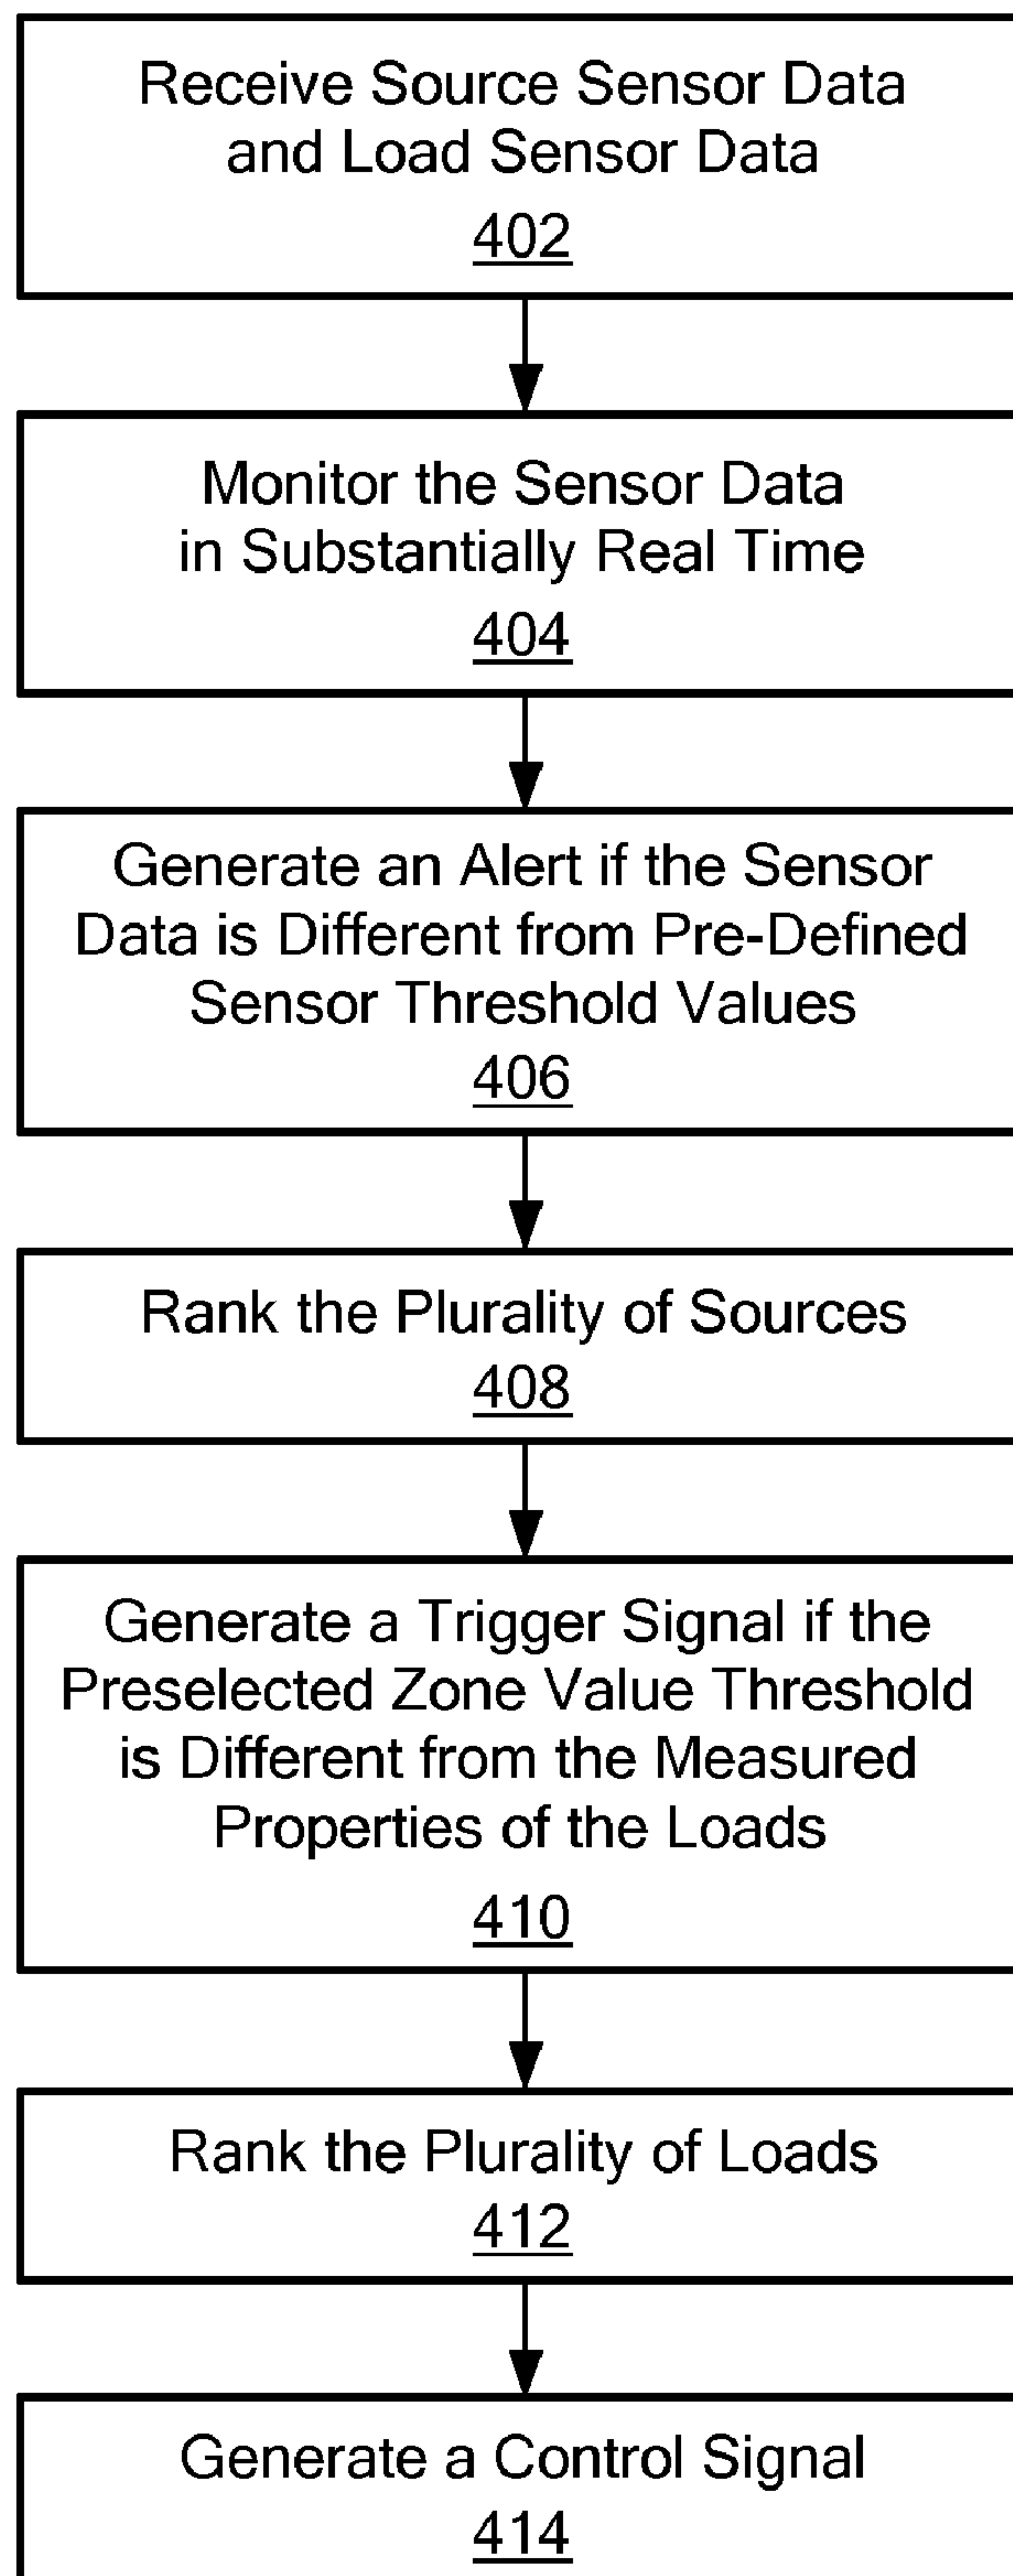 Receive Source Sensor Data
and Load Sensor Data
402
Monitor the Sensor Data
in Substantially Real Time
404
Generate an Alert if the Sensor
Data is Different from Pre-Defined
Sensor Threshold Values
406
Rank the Plurality of Sources
408
Generate a Trigger Signal if the
Preselected Zone Value Threshold
is Different from the Measured
Properties of the Loads
410
Rank the Plurality of Loads
412
Generate a Control Signal
414